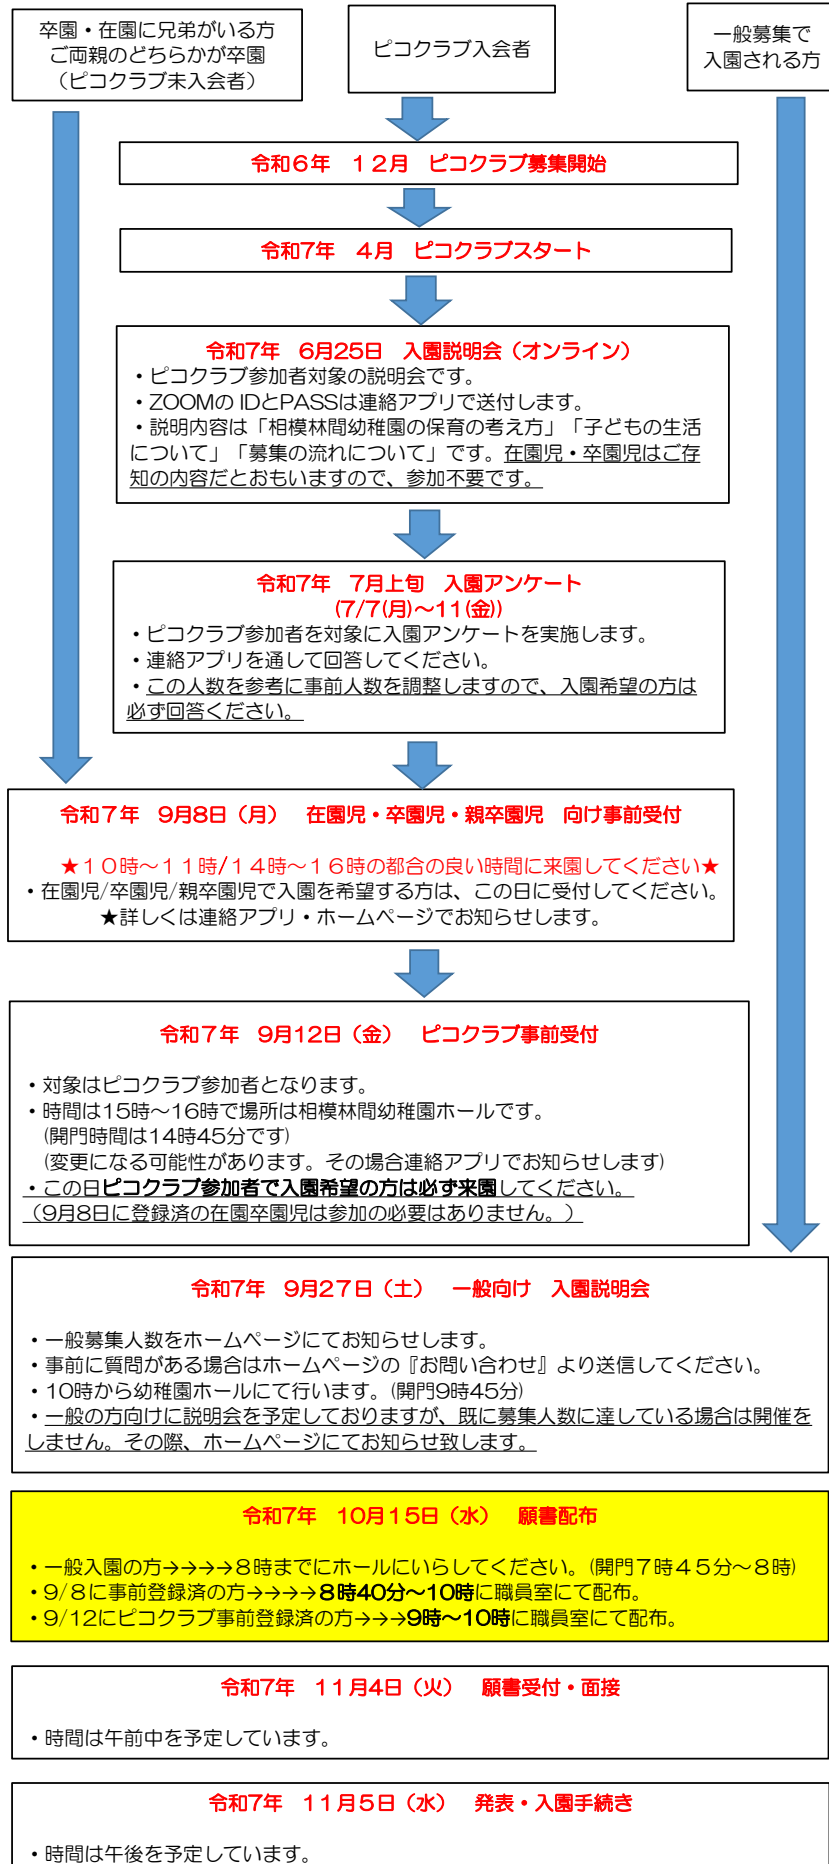 卒園・在園に兄弟がいる方
ご両親のどちらかが卒園
（ピコクラブ未入会者）
ピコクラブ入会者
一般募集で
入園される方
令和６年　１２月　ピコクラブ募集開始
令和7年　4月　ピコクラブスタート
令和7年　6月25日　入園説明会（オンライン）
・ピコクラブ参加者対象の説明会です。
・ZOOMの IDとPASSは連絡アプリで送付します。
・説明内容は「相模林間幼稚園の保育の考え方」「子どもの生活
について」「募集の流れについて」です。在園児・卒園児はご存
知の内容だとおもいますので、参加不要です。
令和7年　7月上旬　入園アンケート
(7/7(月)～11(金))
・ピコクラブ参加者を対象に入園アンケートを実施します。
・連絡アプリを通して回答してください。
・この人数を参考に事前人数を調整しますので、入園希望の方は
必ず回答ください。
令和７年　9月8日（月）　在園児・卒園児・親卒園児　向け事前受付
★１０時～１１時/１４時～１６時の都合の良い時間に来園してください★
・在園児/卒園児/親卒園児で入園を希望する方は、この日に受付してください。
★詳しくは連絡アプリ・ホームページでお知らせします。
令和７年　9月12日（金）　ピコクラブ事前受付
・対象はピコクラブ参加者となります。
・時間は15時～16時で場所は相模林間幼稚園ホールです。
(開門時間は14時45分です)
(変更になる可能性があります。その場合連絡アプリでお知らせします)
・この日ピコクラブ参加者で入園希望の方は必ず来園してください。
（9月8日に登録済の在園卒園児は参加の必要はありません。）
令和7年　9月27日（土）　一般向け　入園説明会
・一般募集人数をホームページにてお知らせします。
・事前に質問がある場合はホームページの『お問い合わせ』より送信してください。
・10時から幼稚園ホールにて行います。(開門9時45分)
・一般の方向けに説明会を予定しておりますが、既に募集人数に達している場合は開催を
しません。その際、ホームページにてお知らせ致します。
令和7年　10月15日（水）　願書配布
・一般入園の方→→→→８時までにホールにいらしてください。(開門７時４５分～８時)
・9/8に事前登録済の方→→→→８時40分～10時に職員室にて配布。
・9/12にピコクラブ事前登録済の方→→→9時～10時に職員室にて配布。
令和7年　11月4日（火）　願書受付・面接
・時間は午前中を予定しています。
令和7年　11月5日（水）　発表・入園手続き
・時間は午後を予定しています。